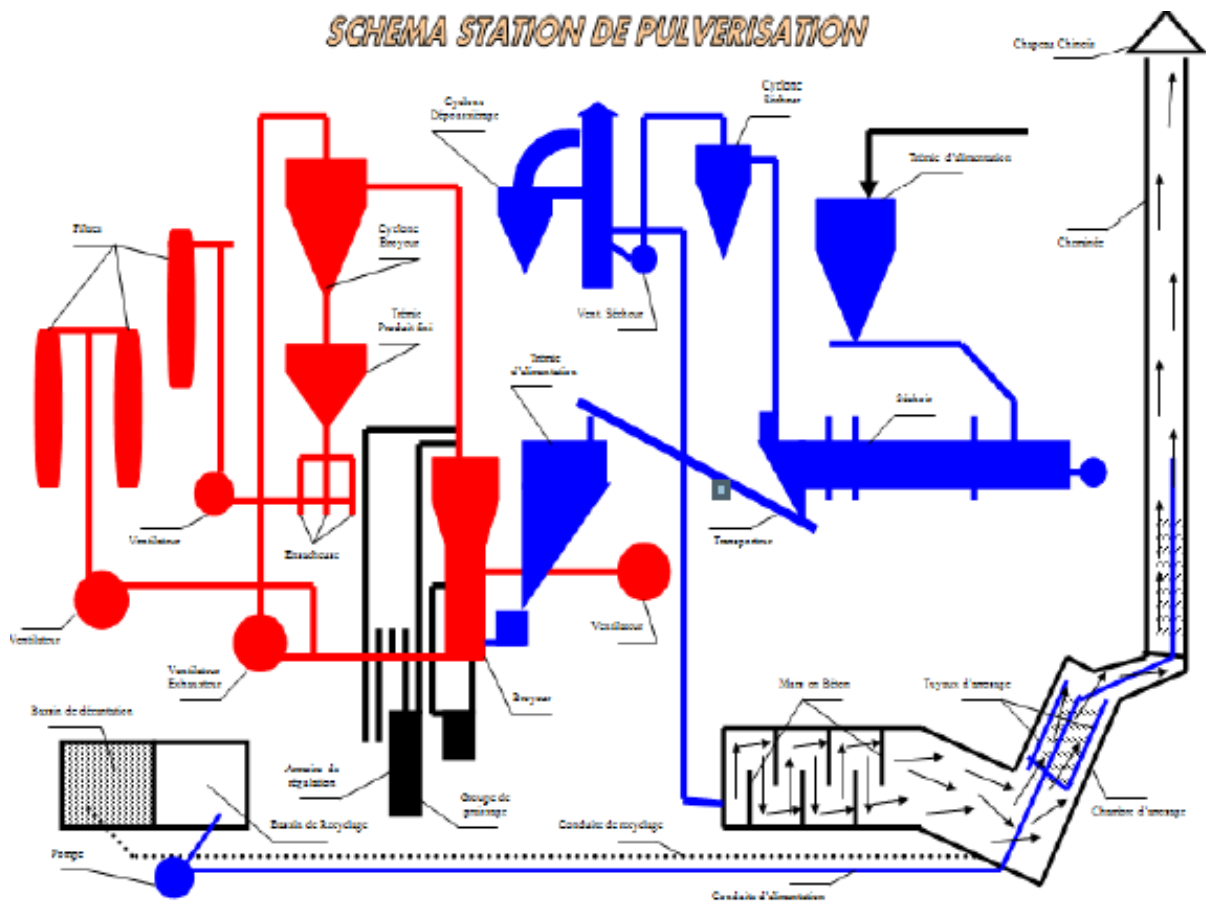 SCHEMA STATION DE PULVERISATION
Chapeau Chinois
Cyclone
Sécheur
Cyclone
Dépoussiérage
Trémie d'alimentation
Filtres
Cyclone
Broyeur
Cheminée
Trémie
Produit fini
Vent. Sécheur
Trémie
d'alimentation
Séchoir
Ventilateur
Ensacheuse
Transporteur
Ventilateur
Ventilateur
Ventilateur
Exhausteur
Broyeur
Murs en Béton
Tuyaux d'arrosage
Bassin de décantation
Armoire de
régulation
Groupe de
graissage
Bassin de Recyclage
Conduite de recyclage
Chambre d'arrosage
Pompe
Conduite d'alimentation